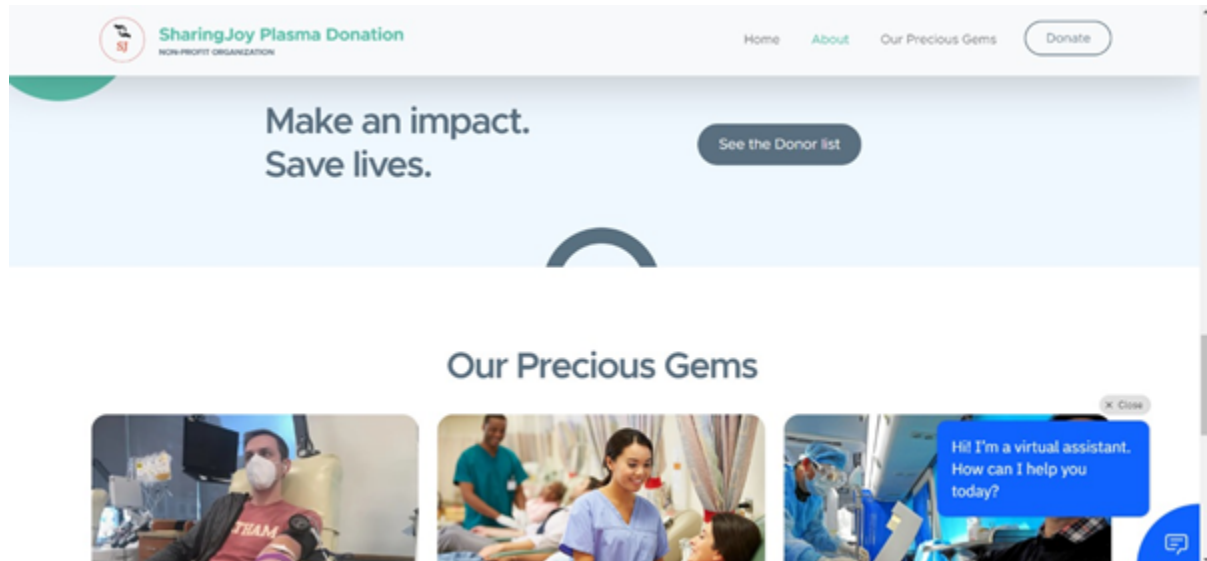 SJ
SharingJoy Plasma Donation
NON-PROFIT ORGANIZATION
Home About Our Precious Gems Donate
Make an impact.
Save lives.
See the Donor list
Our Precious Gems
× Close
Hi! I'm a virtual assistant.
How can I help you
today?
THAM